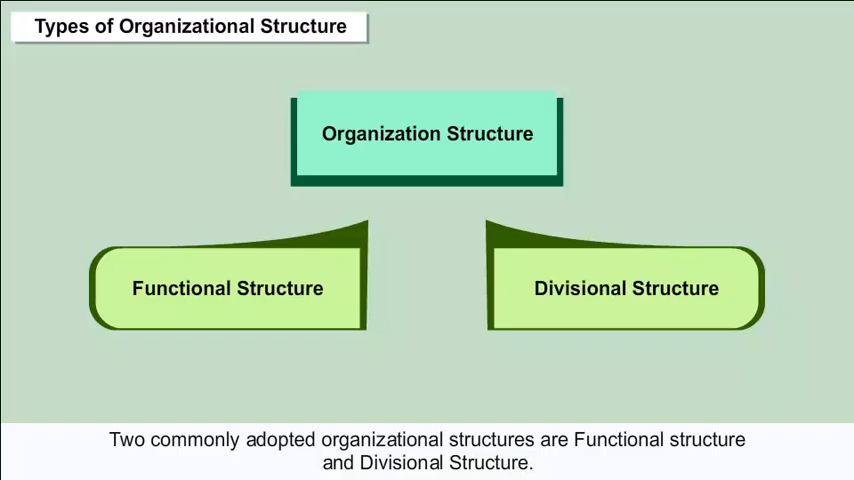 Types of Organizational Structure
Organization Structure
Functional Structure
Divisional Structure
Two commonly adopted organizational structures are Functional structure
and Divisional Structure.